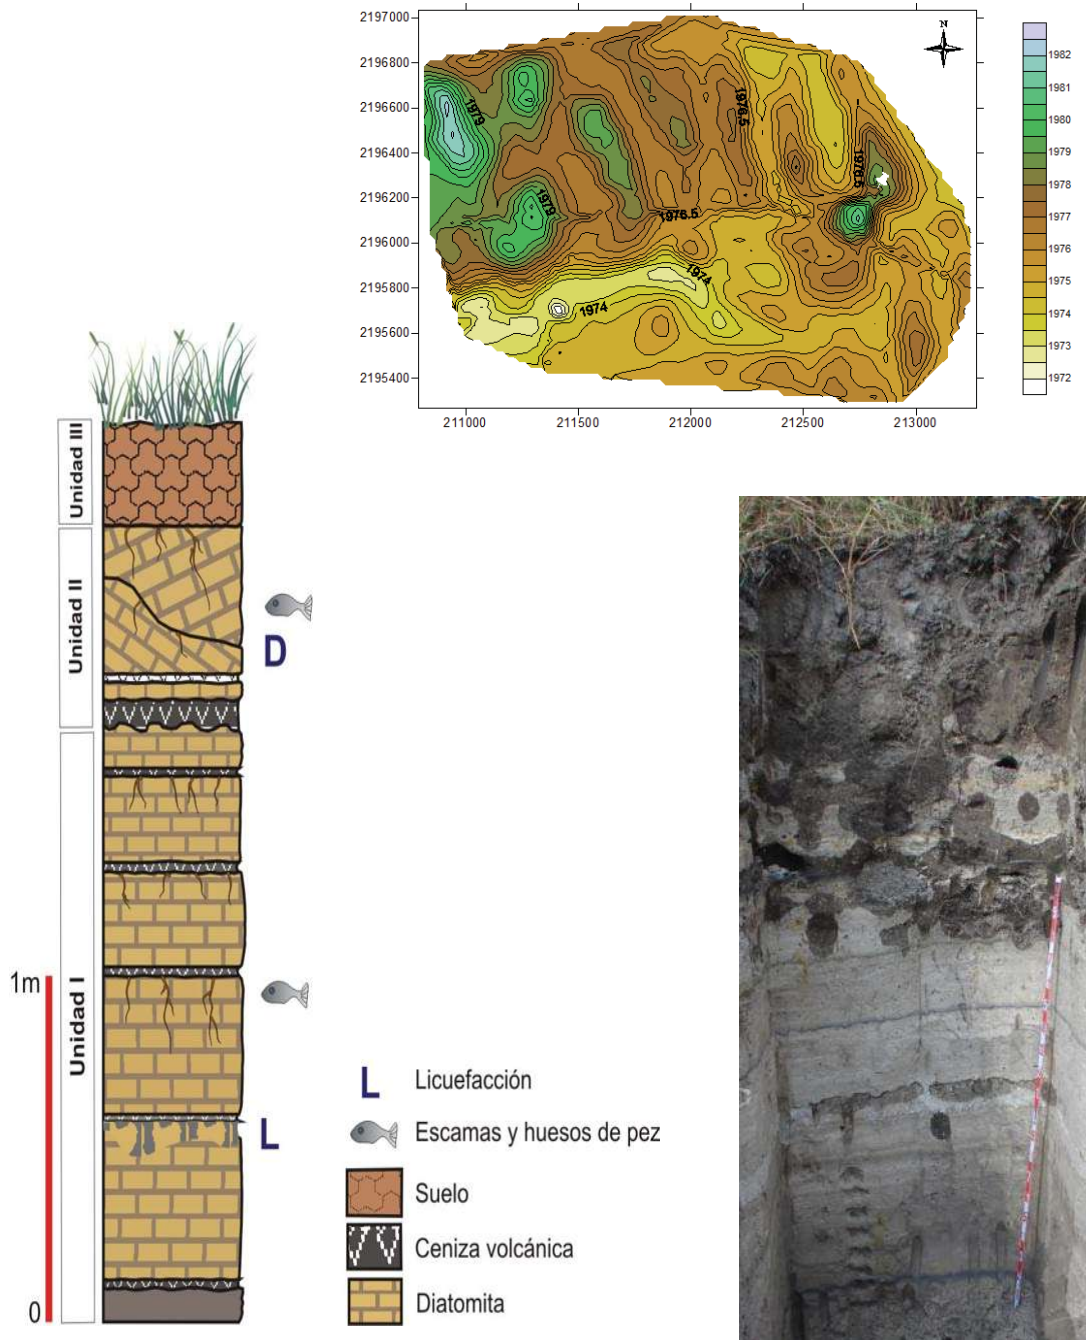 2197000
2196800
2196600
2196400
2196200
2196000
2195800
2195600
2195400
211000
211500
212000
212500
213000
N
1979
1979
1976.5
1976.5
1976.5
1974
1974
1982
1981
1980
1979
1978
1977
1976
1975
1974
1973
1972
Unidad III
Unidad II
Unidad I
D
L
1m
0
L Licuefacción
Escamas y huesos de pez
Suelo
Ceniza volcánica
Diatomita